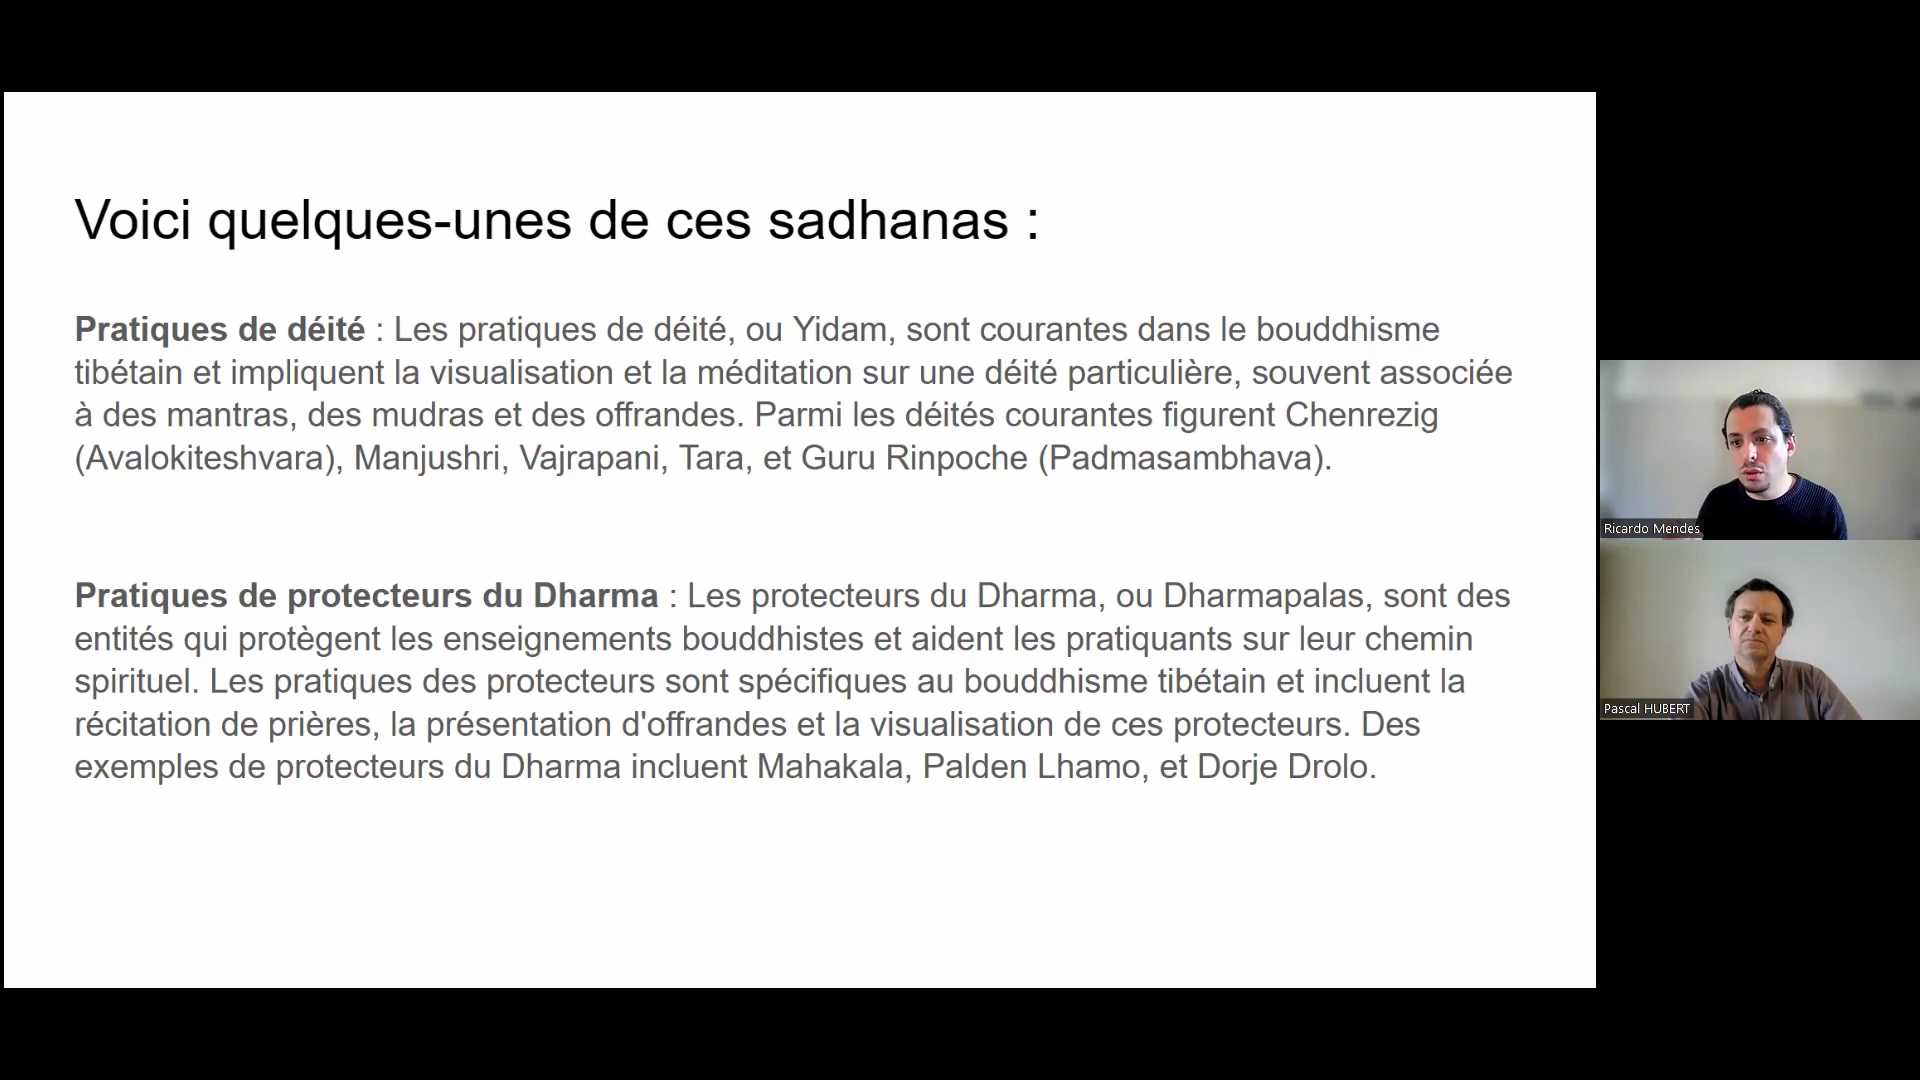 Voici quelques-unes de ces sadhanas :
Pratiques de déité : Les pratiques de déité, ou Yidam, sont courantes dans le bouddhisme
tibétain et impliquent la visualisation et la méditation sur une déité particulière, souvent associée
à des mantras, des mudras et des offrandes. Parmi les déités courantes figurent Chenrezig
(Avalokiteshvara), Manjushri, Vajrapani, Tara, et Guru Rinpoche (Padmasambhava).
Pratiques de protecteurs du Dharma : Les protecteurs du Dharma, ou Dharmapalas, sont des
entités qui protègent les enseignements bouddhistes et aident les pratiquants sur leur chemin
spirituel. Les pratiques des protecteurs sont spécifiques au bouddhisme tibétain et incluent la
récitation de prières, la présentation d'offrandes et la visualisation de ces protecteurs. Des
exemples de protecteurs du Dharma incluent Mahakala, Palden Lhamo, et Dorje Drolo.
Ricardo Mendes
Pascal HUBERT